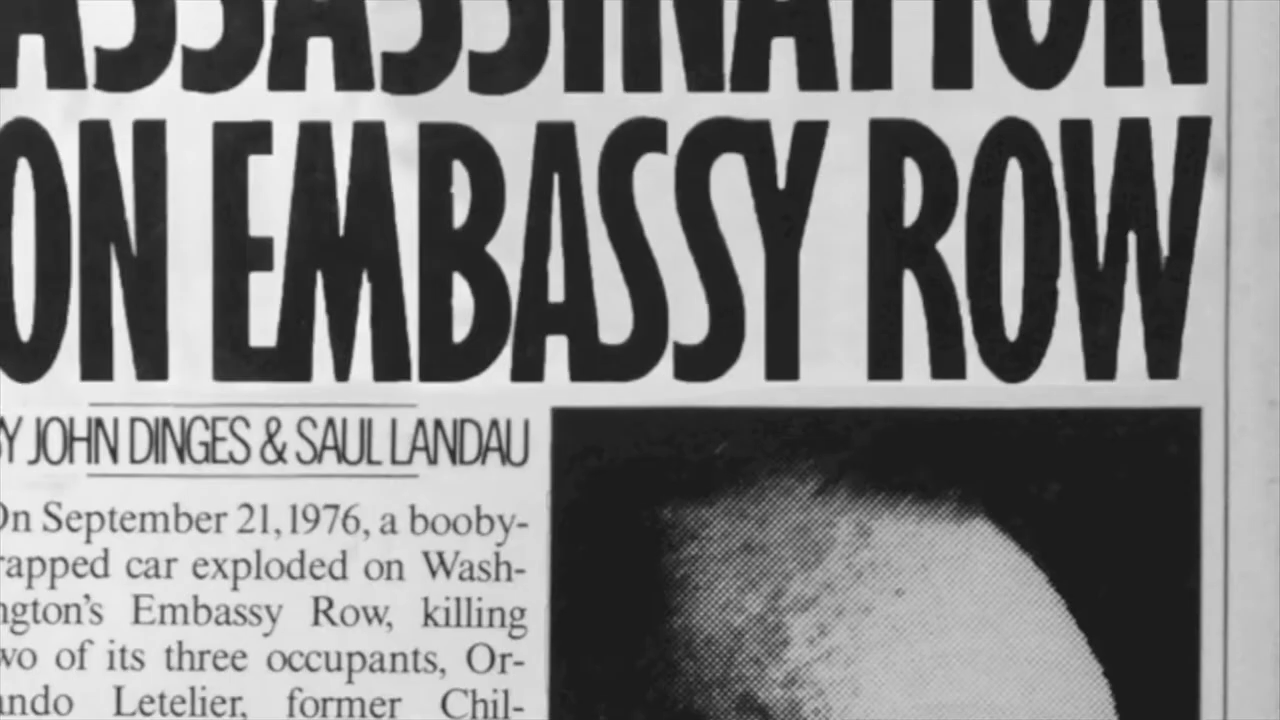 ASSASSINATION
ON EMBASSY ROW
BY JOHN DINGES & SAUL LANDAU
On September 21, 1976, a booby-
rapped car exploded on Wash-
ngton's Embassy Row, killing
wo of its three occupants, Or-
ando Letelier, former Chil-